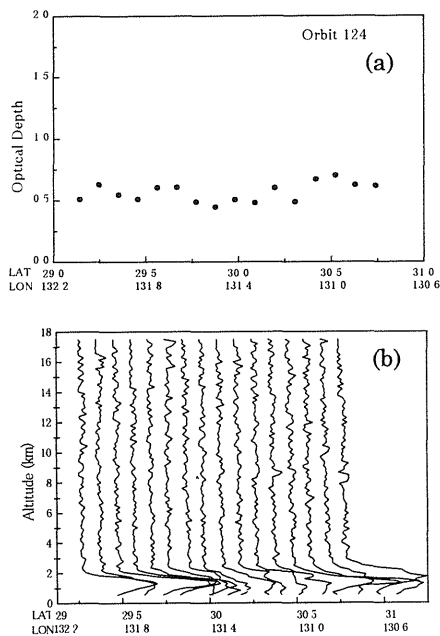 Orbit 124
(a)
Optical Depth
2 0
1 5
1 0
0 5
0 0
LAT 29 0 29 5 30 0 30 5 31 0
LON 132 2 131 8 131 4 131 0 130 6
(b)
Altitude (km)
18
16
14
12
10
8
6
4
2
0
LAT 29 29 5 30 30 5 31
LON132 2 131 8 131 4 131 0 130 6